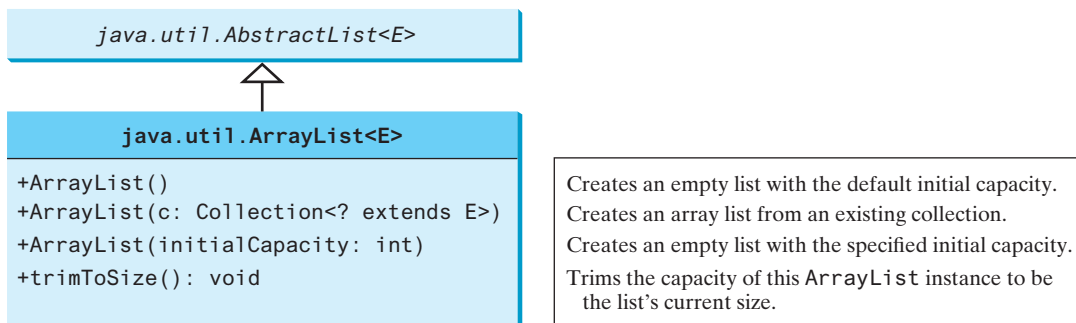 java.util.AbstractList<E>
java.util.ArrayList<E>
+ArrayList()
+ArrayList(c: Collection<? extends E>)
+ArrayList(initialCapacity: int)
+trimToSize(): void
Creates an empty list with the default initial capacity.
Creates an array list from an existing collection.
Creates an empty list with the specified initial capacity.
Trims the capacity of this ArrayList instance to be
the list's current size.